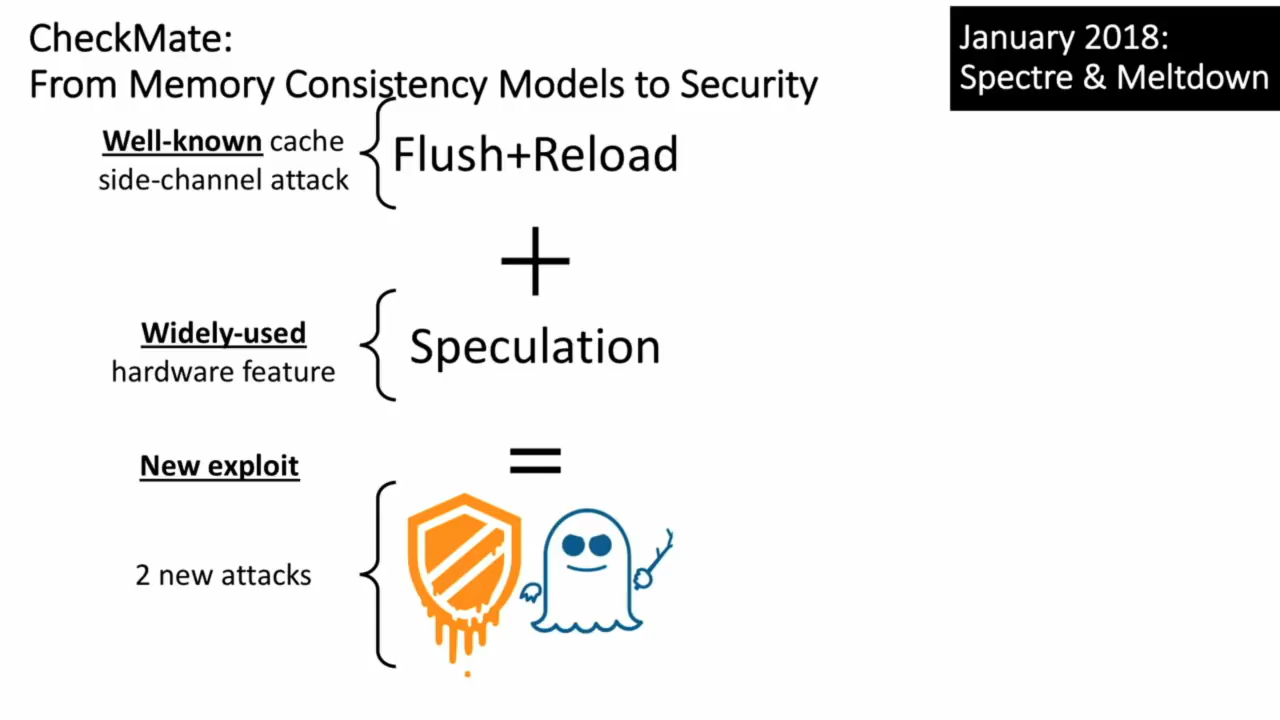 CheckMate:
From Memory Consistency Models to Security
January 2018:
Spectre & Meltdown
Well-known cache
side-channel attack
Flush+Reload
+
Widely-used
hardware feature
Speculation
=
New exploit
2 new attacks